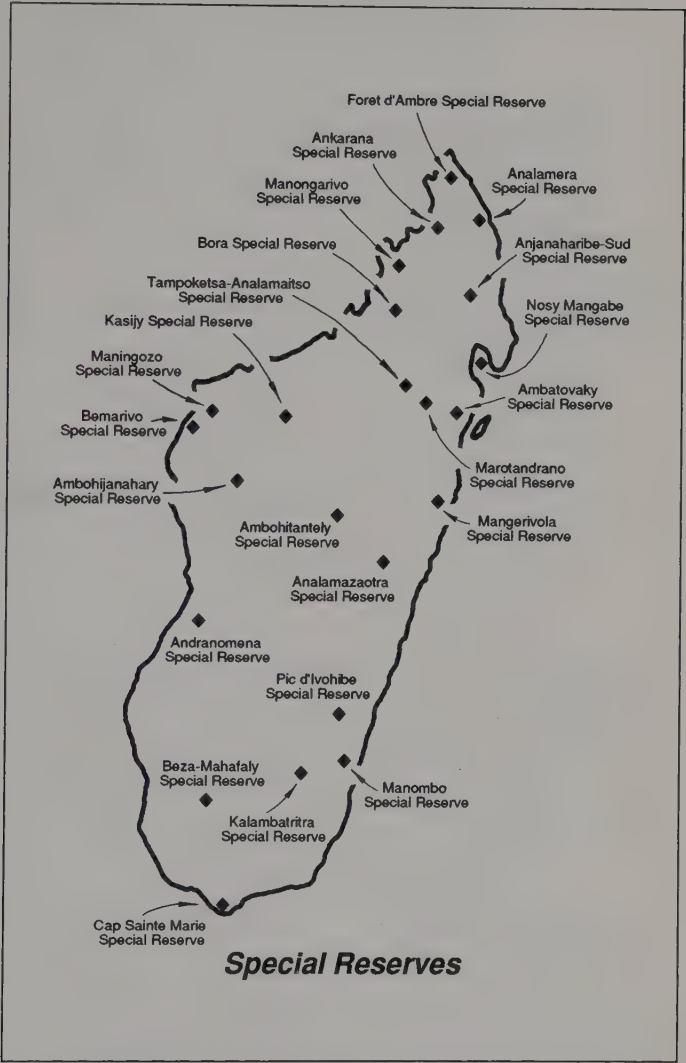 Foret d'Ambre Special Reserve
Ankarana
Special Reserve
Analamera
Special Reserve
Manongarivo
Special Reserve
Bora Special Reserve
Anjanaharibe-Sud
Special Reserve
Tampoketsa-Analamaitso
Special Reserve
Nosy Mangabe
Special Reserve
Kasijy Special Reserve
Maningozo
Special Reserve
Ambatovaky
Special Reserve
Bemarivo
Special Reserve
Marotandrano
Special Reserve
Ambohijanahary
Special Reserve
Ambohitantely
Special Reserve
Mangerivola
Special Reserve
Analamazaotra
Special Reserve
Andranomena
Special Reserve
Pic d'Ivohibe
Special Reserve
Beza-Mahafaly
Special Reserve
Manombo
Special Reserve
Kalambatritra
Special Reserve
Cap Sainte Marie
Special Reserve
Special Reserves